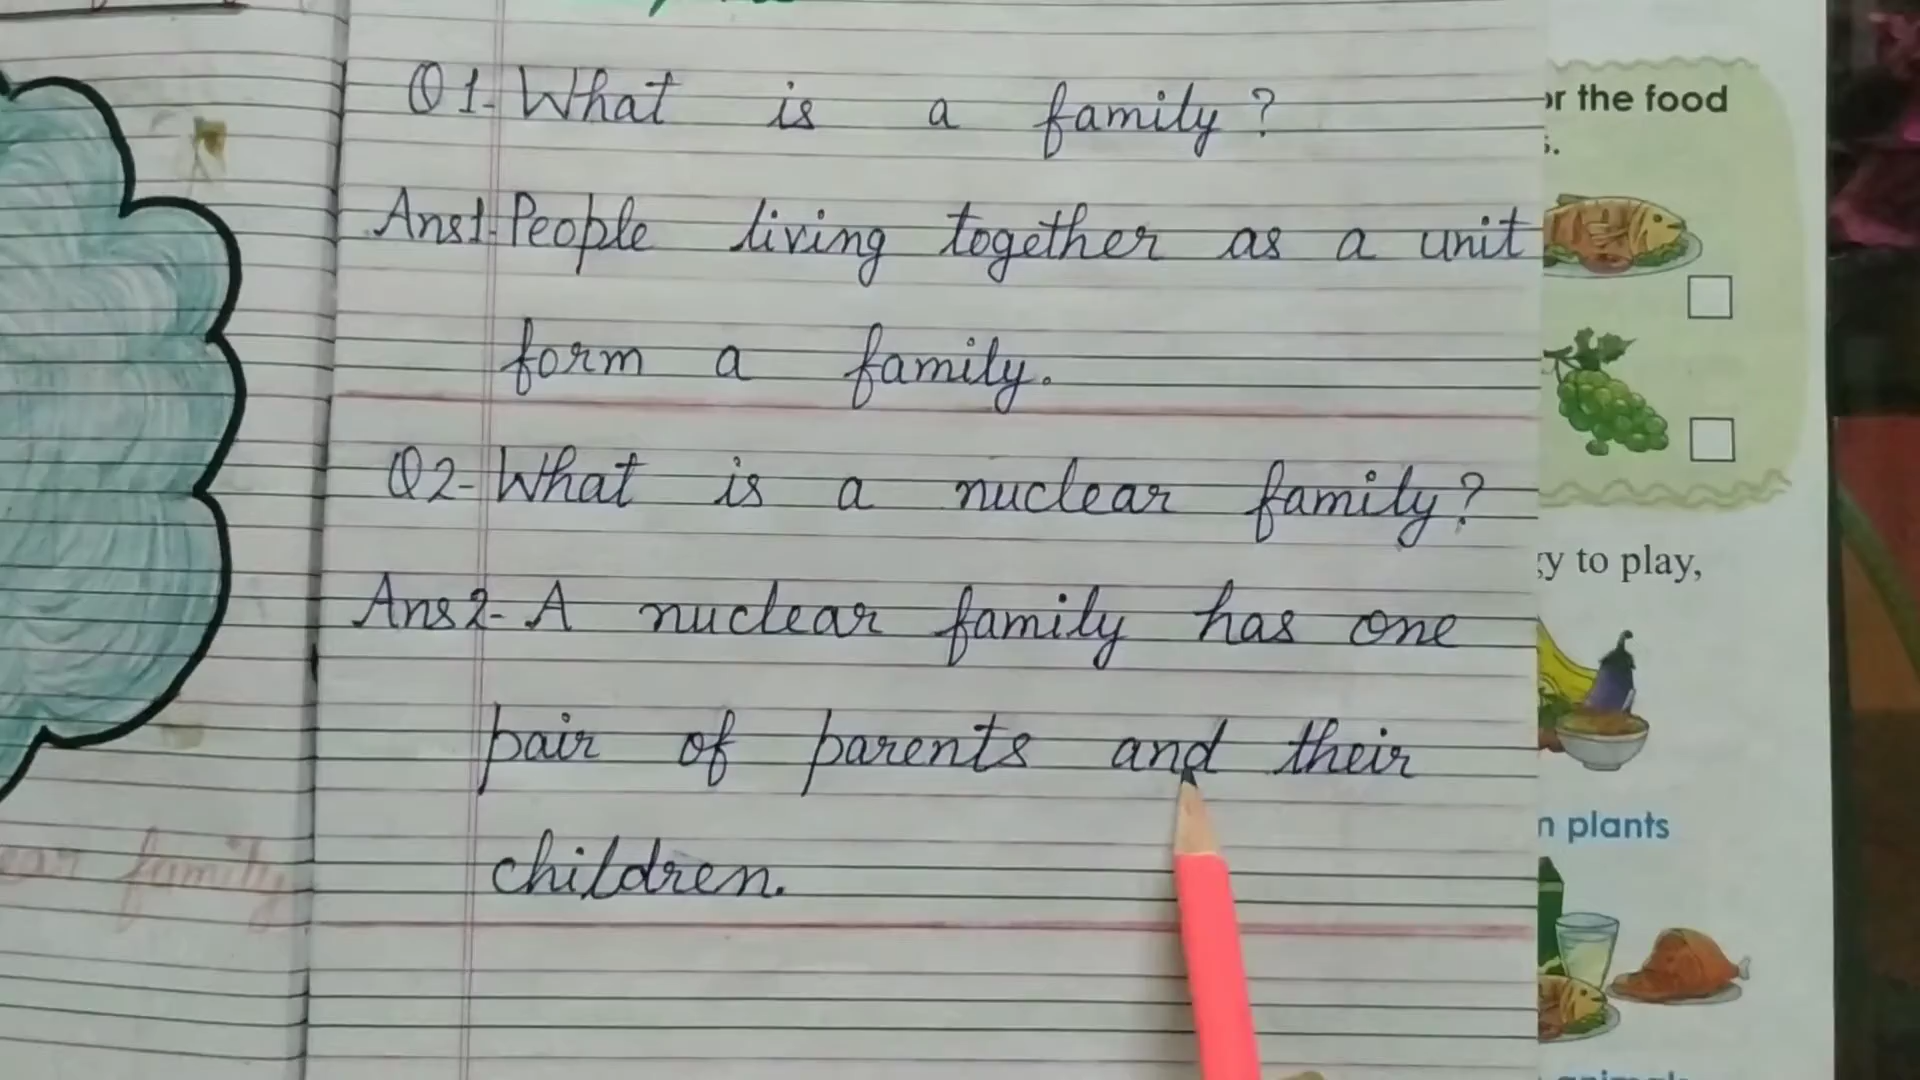 Q1- What is a family?
Ans1- People living together as a unit
form a family.
Q2- What is a nuclear family?
Ans2- A nuclear family has one
pair of parents and their
children.
family
the food
to play,
plants